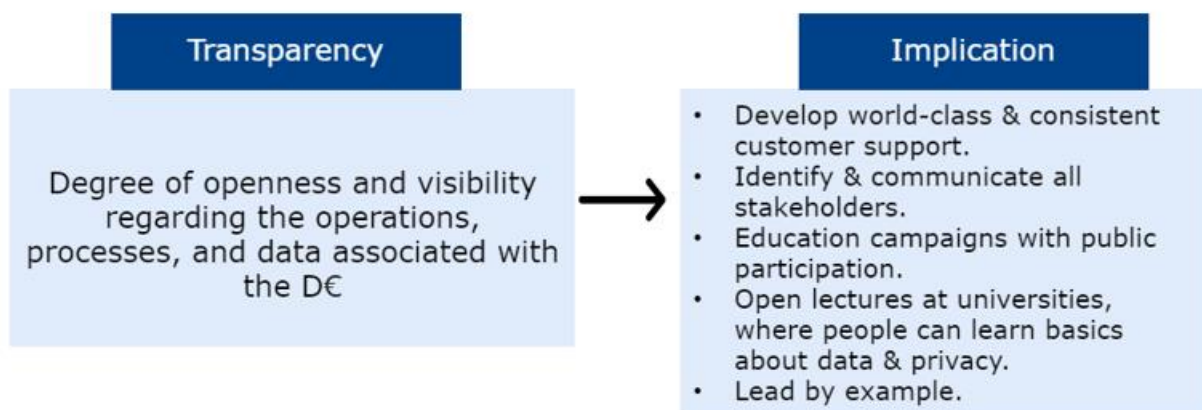 Transparency
Degree of openness and visibility
regarding the operations,
processes, and data associated with
the D€
Implication
• Develop world-class & consistent
customer support.
• Identify & communicate all
stakeholders.
• Education campaigns with public
participation.
• Open lectures at universities,
where people can learn basics
about data & privacy.
• Lead by example.